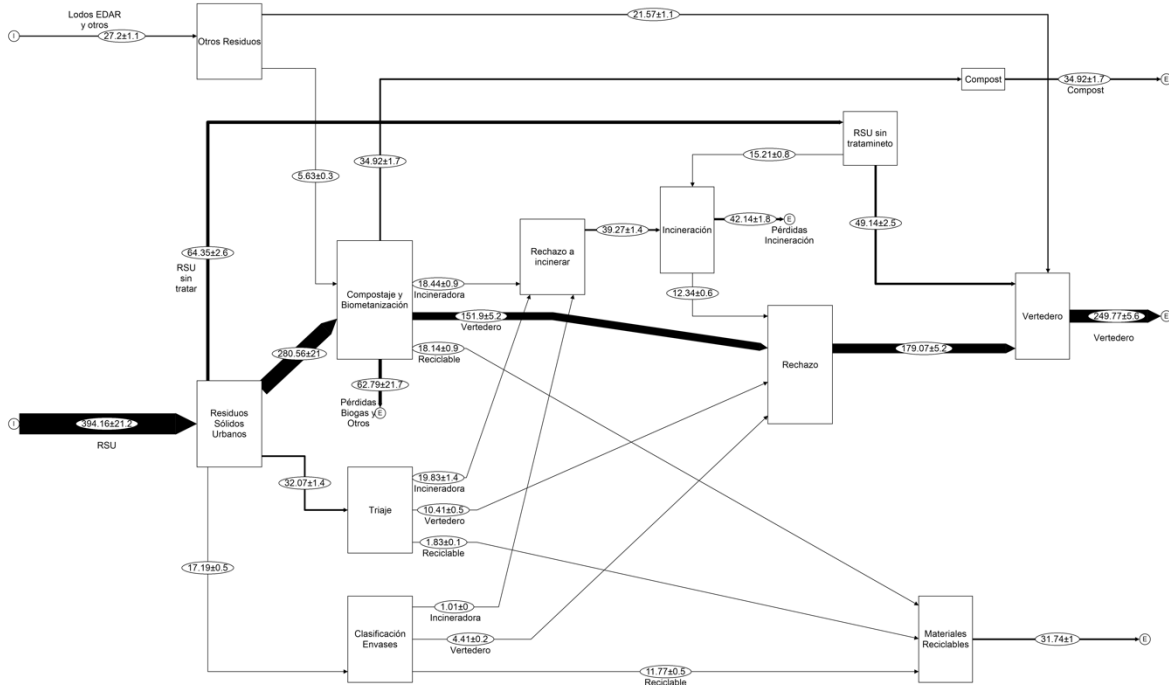 Lodos EDAR
y otros
I
27.2±1.1
Otros Residuos
21.57±1.1
Compost
34.92±1.7
E
Compost
RSU sin
tratamineto
15.21±0.8
34.92±1.7
5.63±0.3
64.35±2.6
RSU
sin
tratar
Compostaje y
Biometanización
18.44±0.9
Incineradora
151.9±5.2
Vertedero
18.14±0.9
Reciclable
Rechazo a
incinerar
39.27±1.4
Incineración
42.14±1.8
E
Pérdidas
Incineración
49.14±2.5
12.34±0.6
Rechazo
179.07±5.2
Vertedero
249.77±5.6
E
Vertedero
280.56±21
62.79±21.7
Pérdidas
Biogas y
Otros
E
I
394.16±21.2
RSU
Residuos
Sólidos
Urbanos
32.07±1.4
Triaje
19.83±1.4
Incineradora
10.41±0.5
Vertedero
1.83±0.1
Reciclable
17.19±0.5
Clasificación
Envases
1.01±0
Incineradora
4.41±0.2
Vertedero
11.77±0.5
Reciclable
Materiales
Reciclables
31.74±1
E